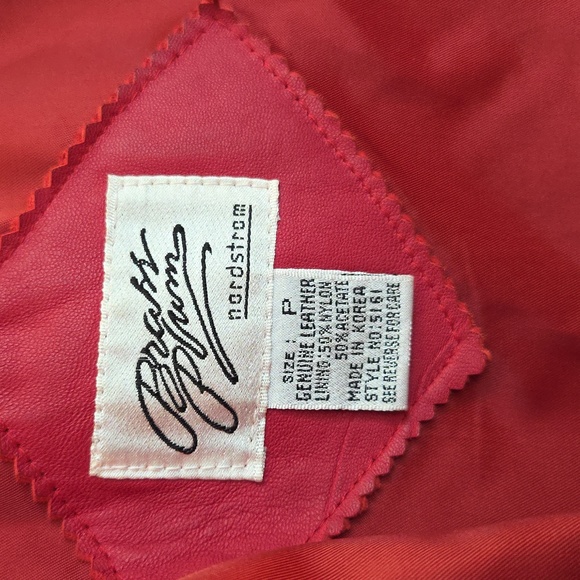 Brass
Plum
nordstrom
SIZE : P
GENUINE LEATHER
LINING:50% NYLON
50% ACETATE
MADE IN KOREA
STYLE NO:5161
SEE REVERSE FOR CARE